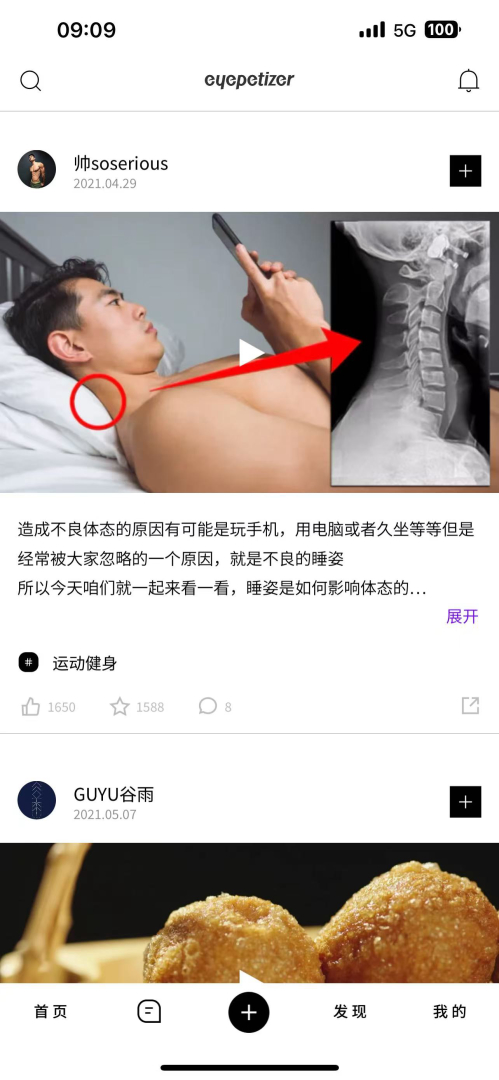 09:09
5G 100
eyepetizer
帅soserious
2021.04.29
造成不良体态的原因有可能是玩手机，用电脑或者久坐等等但是
经常被大家忽略的一个原因，就是不良的睡姿
所以今天咱们就一起来看一看，睡姿是如何影响体态的...
展开
# 运动健身
1650 1588 8
GUYU谷雨
2021.05.07
首页 发现 我的